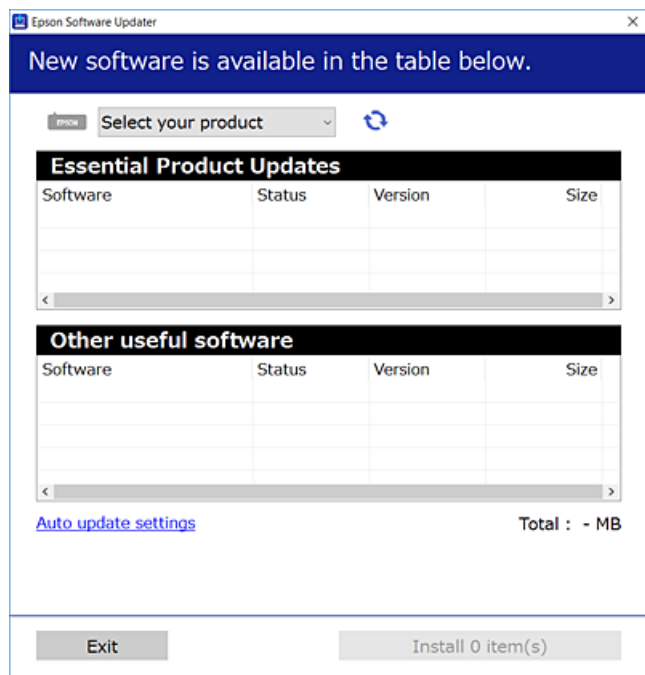 Epson Software Updater
New software is available in the table below.
EPSON Select your product
Essential Product Updates
Software Status Version Size
Other useful software
Software Status Version Size
Auto update settings Total : - MB
Exit Install 0 item(s)